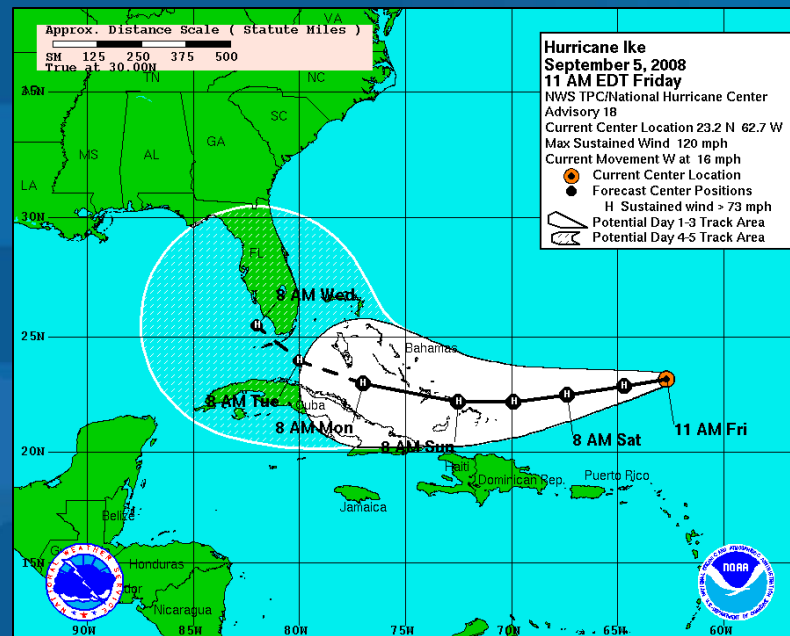 Approx. Distance Scale ( Statute Miles )
SM 125 250 375 500
True at 30.00N
Hurricane Ike
September 5, 2008
11 AM EDT Friday
NWS TPC/National Hurricane Center
Advisory 18
Current Center Location 23.2 N 62.7 W
Max Sustained Wind 120 mph
Current Movement W at 16 mph
Current Center Location
Forecast Center Positions
H Sustained wind > 73 mph
Potential Day 1-3 Track Area
Potential Day 4-5 Track Area
VA
TN
NC
35N
SC
MS
AL
GA
LA
30N
FL
8 AM Wed
H
25N
Bahamas
H
H
H
H
H
H
8 AM Tue
Cuba
8 AM Mon
8 AM Sun
8 AM Sat
11 AM Fri
20N
Haiti
Dominican Rep.
Puerto Rico
Jamaica
Belize
15N
Honduras
Nicaragua
NATIONAL WEATHER SERVICE
NOAA
90W
85W
80W
75W
70W
65W
60W